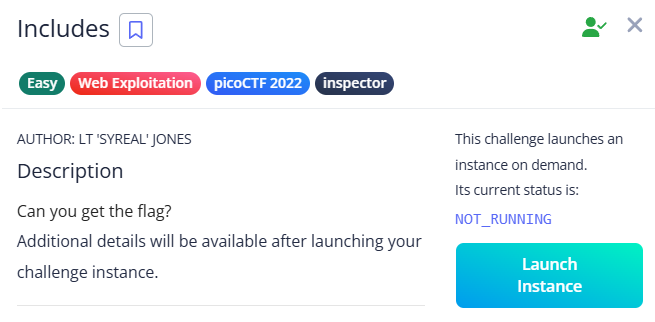 Includes
Easy
Web Exploitation
picoCTF 2022
inspector
AUTHOR: LT 'SYREAL' JONES
Description
Can you get the flag?
Additional details will be available after launching your
challenge instance.
This challenge launches an
instance on demand.
Its current status is:
NOT_RUNNING
Launch
Instance